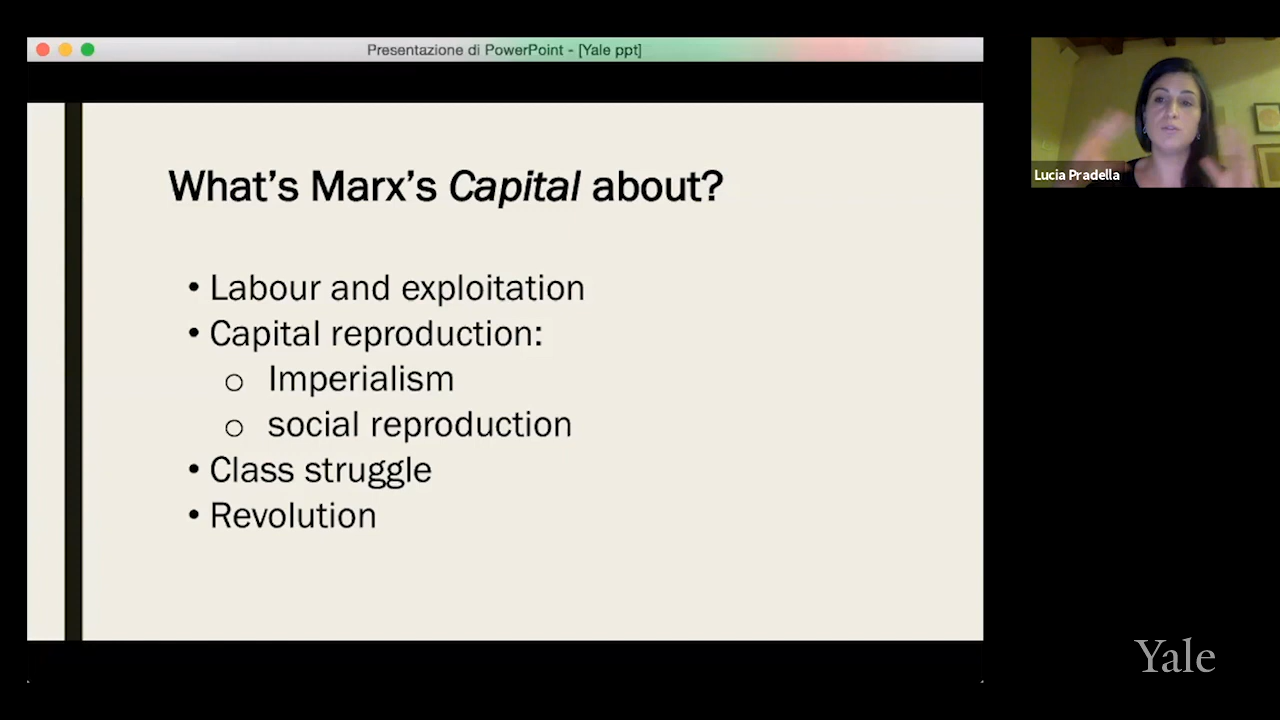 Presentazione di PowerPoint - [Yale ppt]
What's Marx's Capital about?
• Labour and exploitation
• Capital reproduction:
o Imperialism
o social reproduction
• Class struggle
• Revolution
Lucia Pradella
Yale